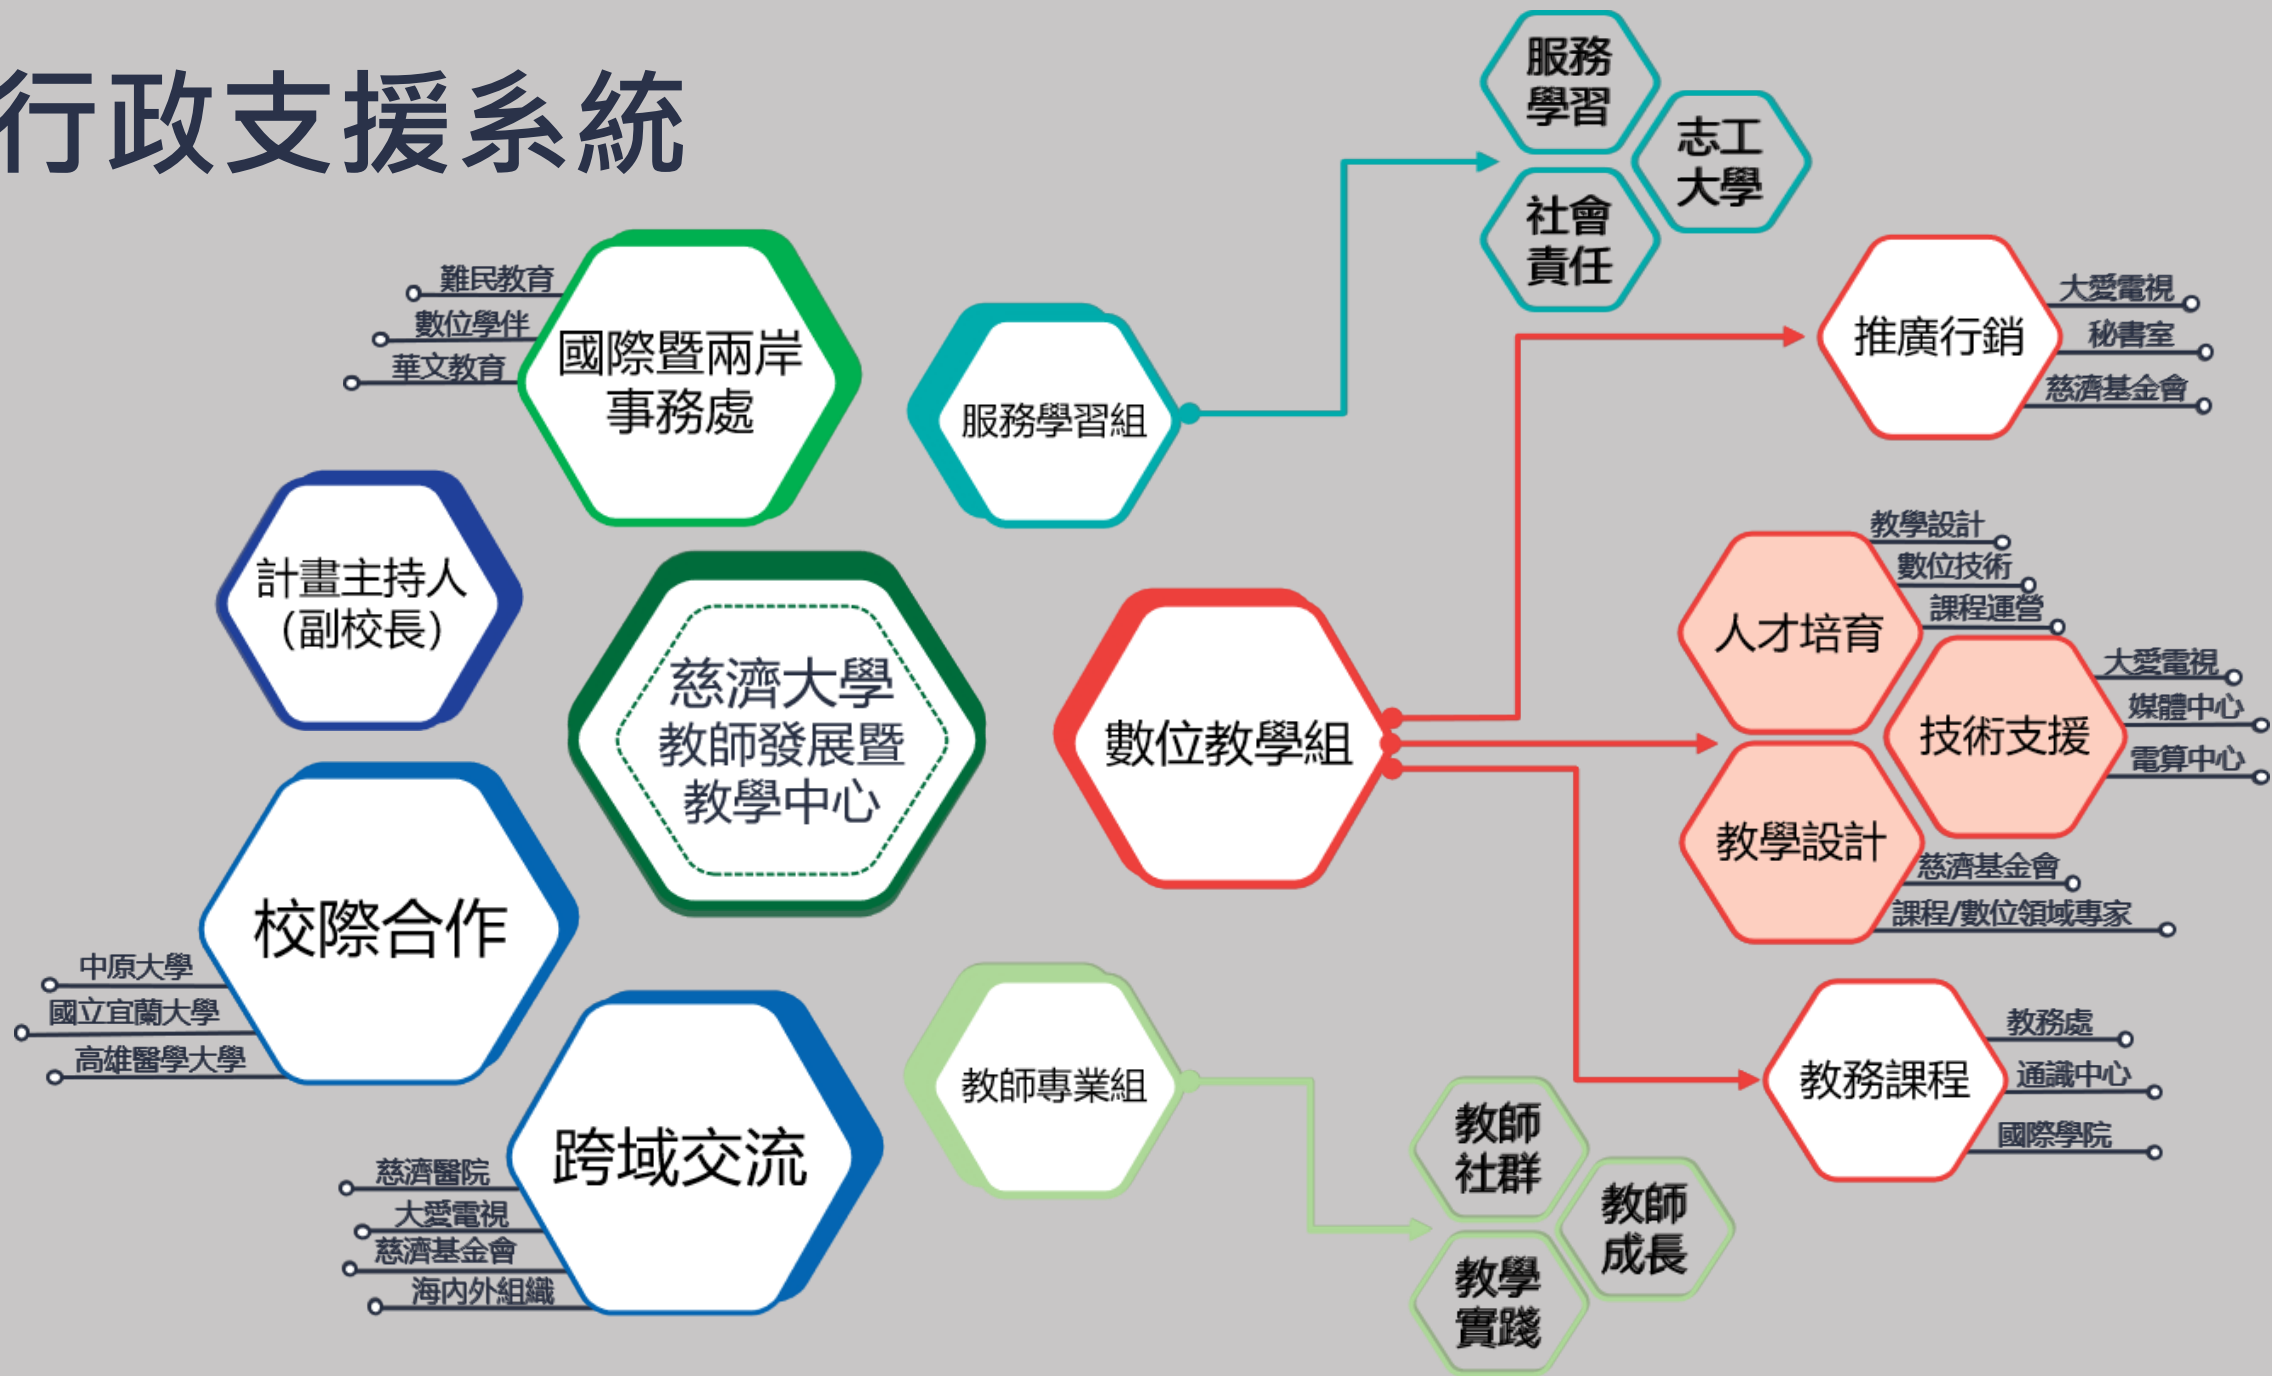 行政支援系統
難民教育
數位學伴
華文教育
國際暨兩岸
事務處
計畫主持人
（副校長）
校際合作
中原大學
國立宜蘭大學
高雄醫學大學
跨域交流
慈濟醫院
大愛電視
慈濟基金會
海內外組織
慈濟大學
教師發展暨
教學中心
服務學習組
服務
學習
志工
大學
社會
責任
數位教學組
推廣行銷
大愛電視
秘書室
慈濟基金會
人才培育
教學設計
數位技術
課程運營
技術支援
大愛電視
媒體中心
電算中心
教學設計
慈濟基金會
課程/數位領域專家
教務課程
教務處
通識中心
國際學院
教師專業組
教師
社群
教師
成長
教學
實踐